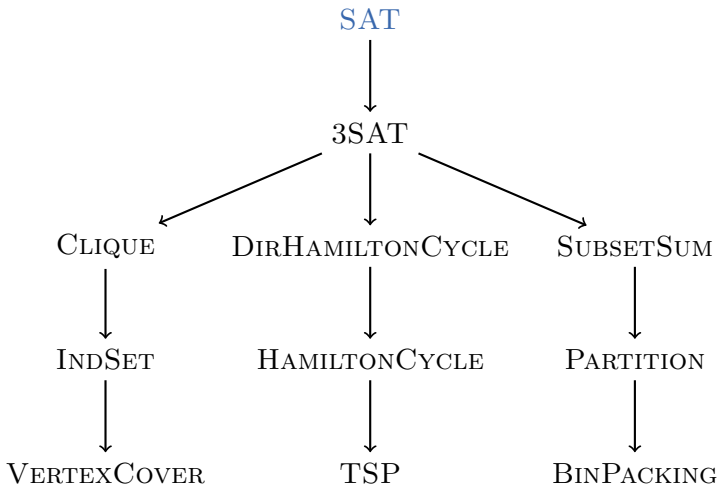 SAT
3SAT
CLIQUE DIRHAMILTONCYCLE SUBSETSUM
INDSET HAMILTONCYCLE PARTITION
VERTEXCOVER TSP BINPACKING